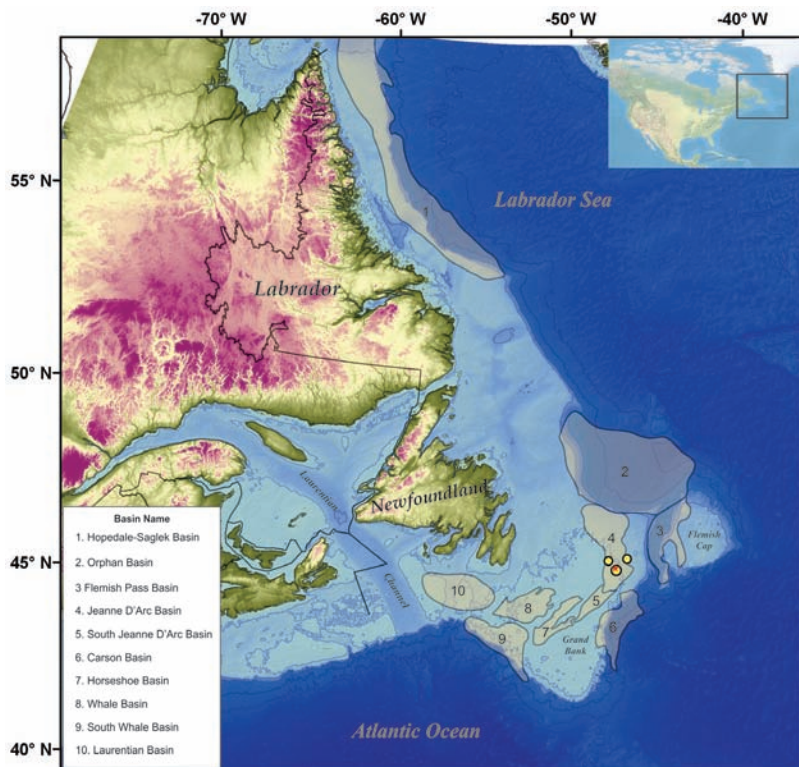 -70° W
-60° W
-50° W
-40° W
55° N
50° N
45° N
40° N
Labrador Sea
Labrador
Newfoundland
Laurentian
Channel
Flemish
Cap
Grand
Bank
Atlantic Ocean
1
2
3
4
5
6
7
8
9
10
Basin Name
1. Hopedale-Saglek Basin
2. Orphan Basin
3 Flemish Pass Basin
4. Jeanne D'Arc Basin
5. South Jeanne D'Arc Basin
6. Carson Basin
7. Horseshoe Basin
8. Whale Basin
9. South Whale Basin
10. Laurentian Basin